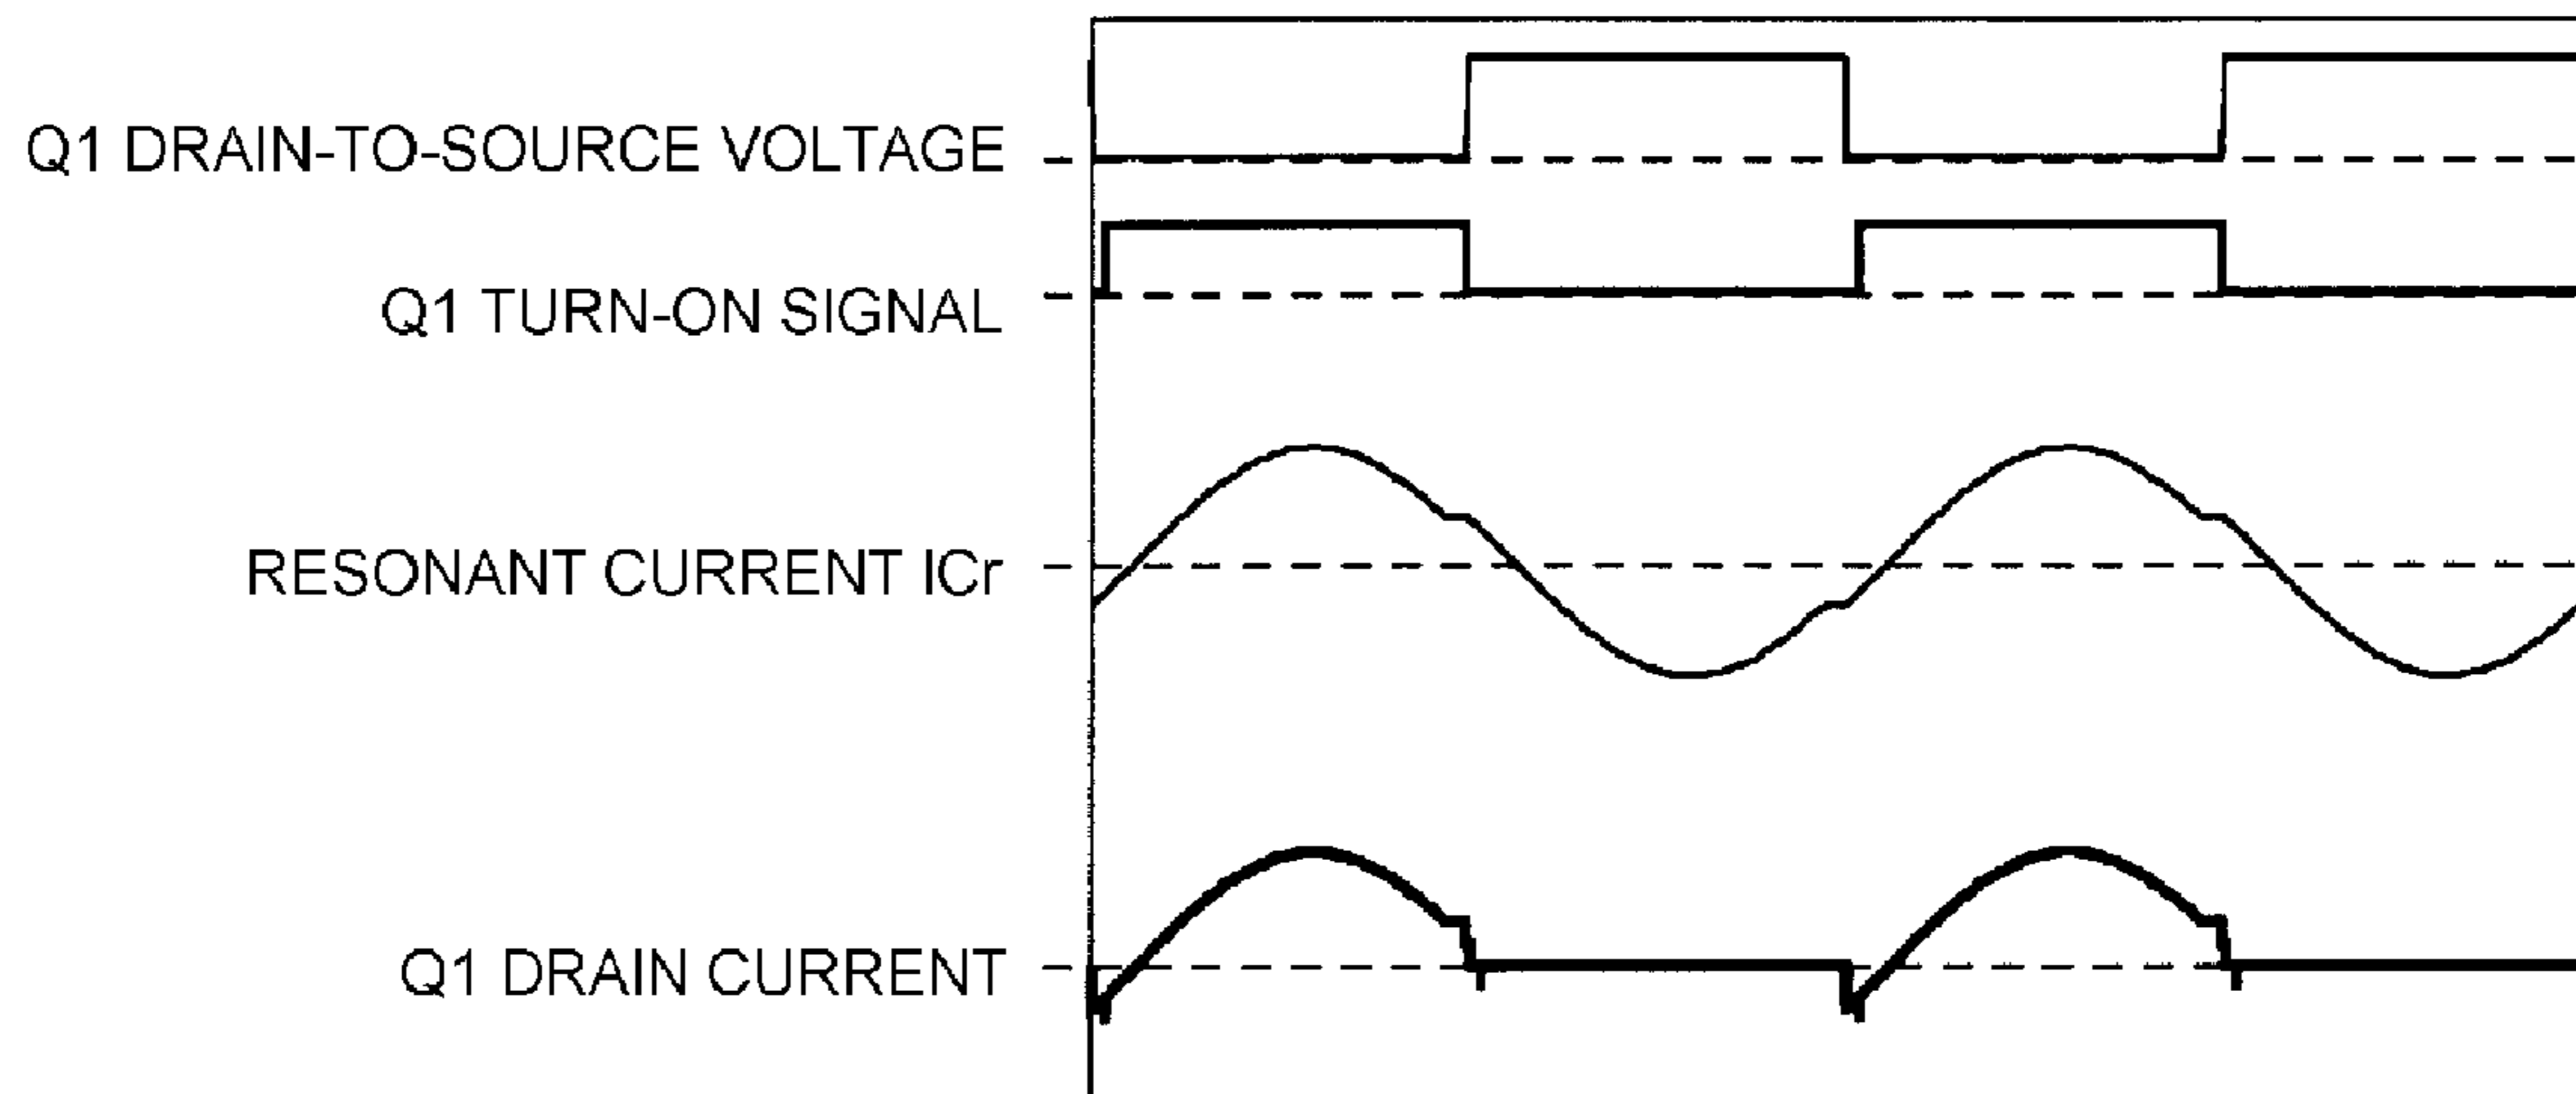 Q1 DRAIN-TO-SOURCE VOLTAGE
Q1 TURN-ON SIGNAL
RESONANT CURRENT ICr
Q1 DRAIN CURRENT